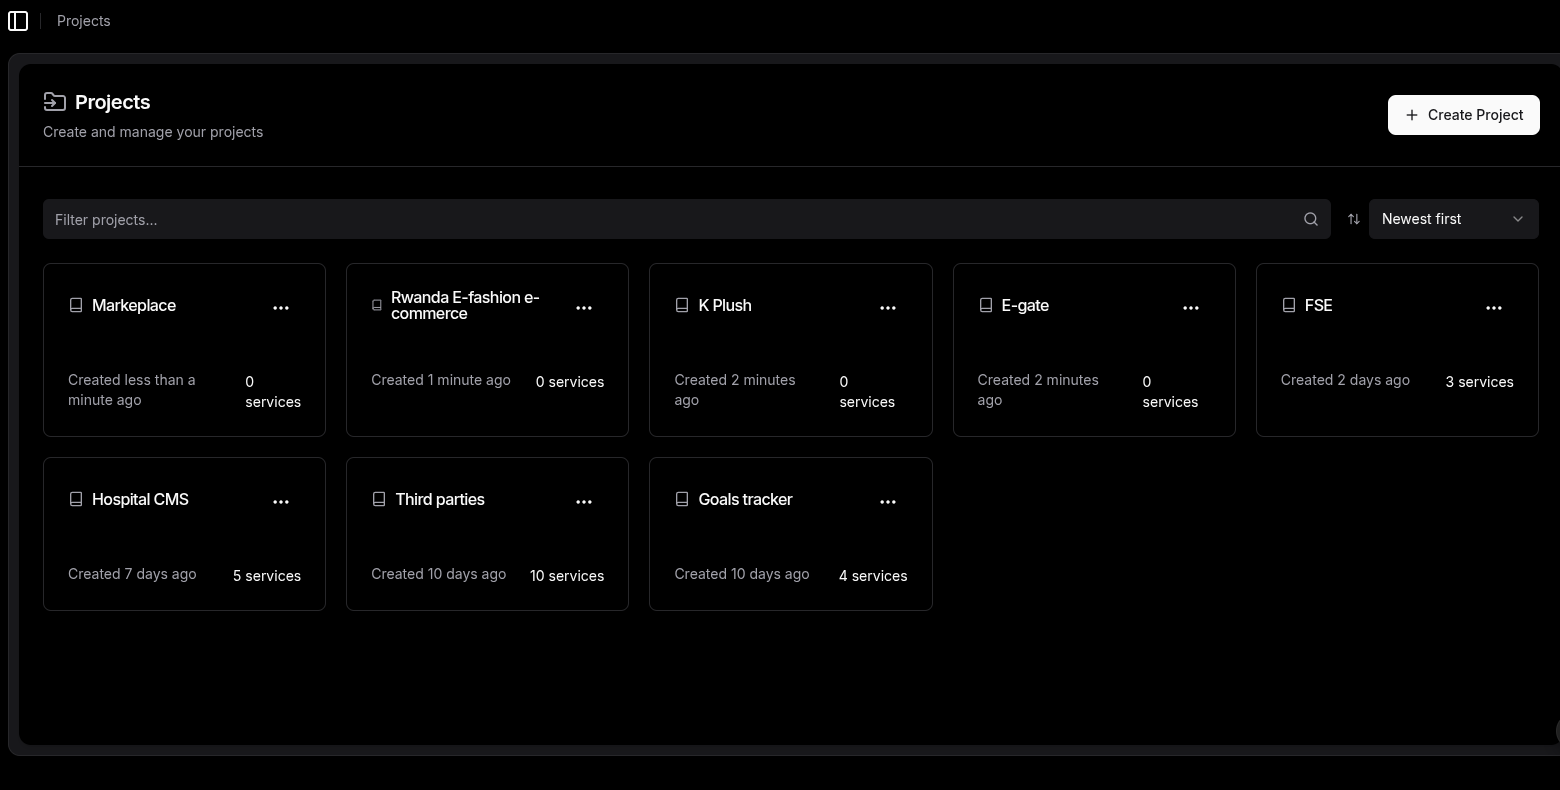 Projects
Projects
Create and manage your projects
Create Project
Filter projects...
Newest first
Markeplace
Created less than a
minute ago
0
services
Rwanda E-fashion e-
commerce
Created 1 minute ago
0 services
K Plush
Created 2 minutes
ago
0
services
E-gate
Created 2 minutes
ago
0
services
FSE
Created 2 days ago
3 services
Hospital CMS
Created 7 days ago
5 services
Third parties
Created 10 days ago
10 services
Goals tracker
Created 10 days ago
4 services